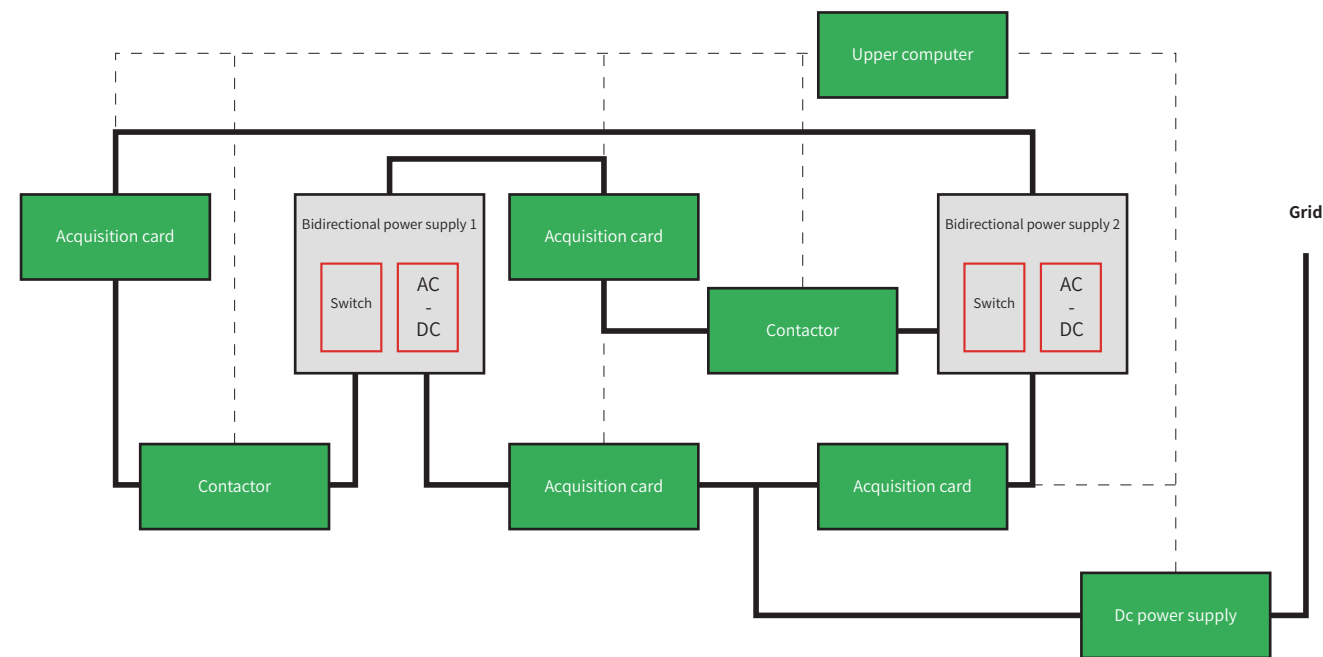 Upper computer
Grid
Acquisition card
Bidirectional power supply 1
Switch
AC
-
DC
Acquisition card
Contactor
Bidirectional power supply 2
Switch
AC
-
DC
Contactor
Acquisition card
Acquisition card
Dc power supply